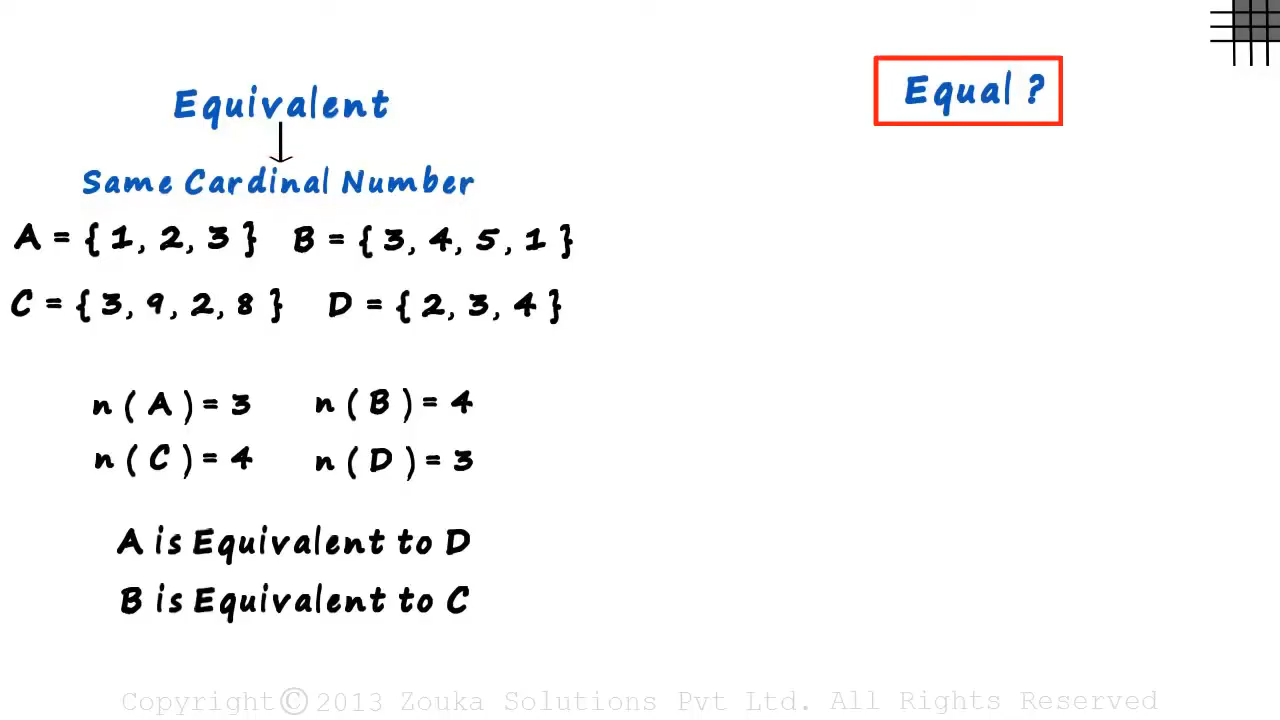 Equivalent
Same Cardinal Number
A = { 1, 2, 3 } B = { 3, 4, 5, 1 }
C = { 3, 9, 2, 8 } D = { 2, 3, 4 }
n ( A ) = 3 n ( B ) = 4
n ( C ) = 4 n ( D ) = 3
A is Equivalent to D
B is Equivalent to C
Equal ?
Copyright © 2013 Zouka Solutions Pvt Ltd. All Rights Reserved